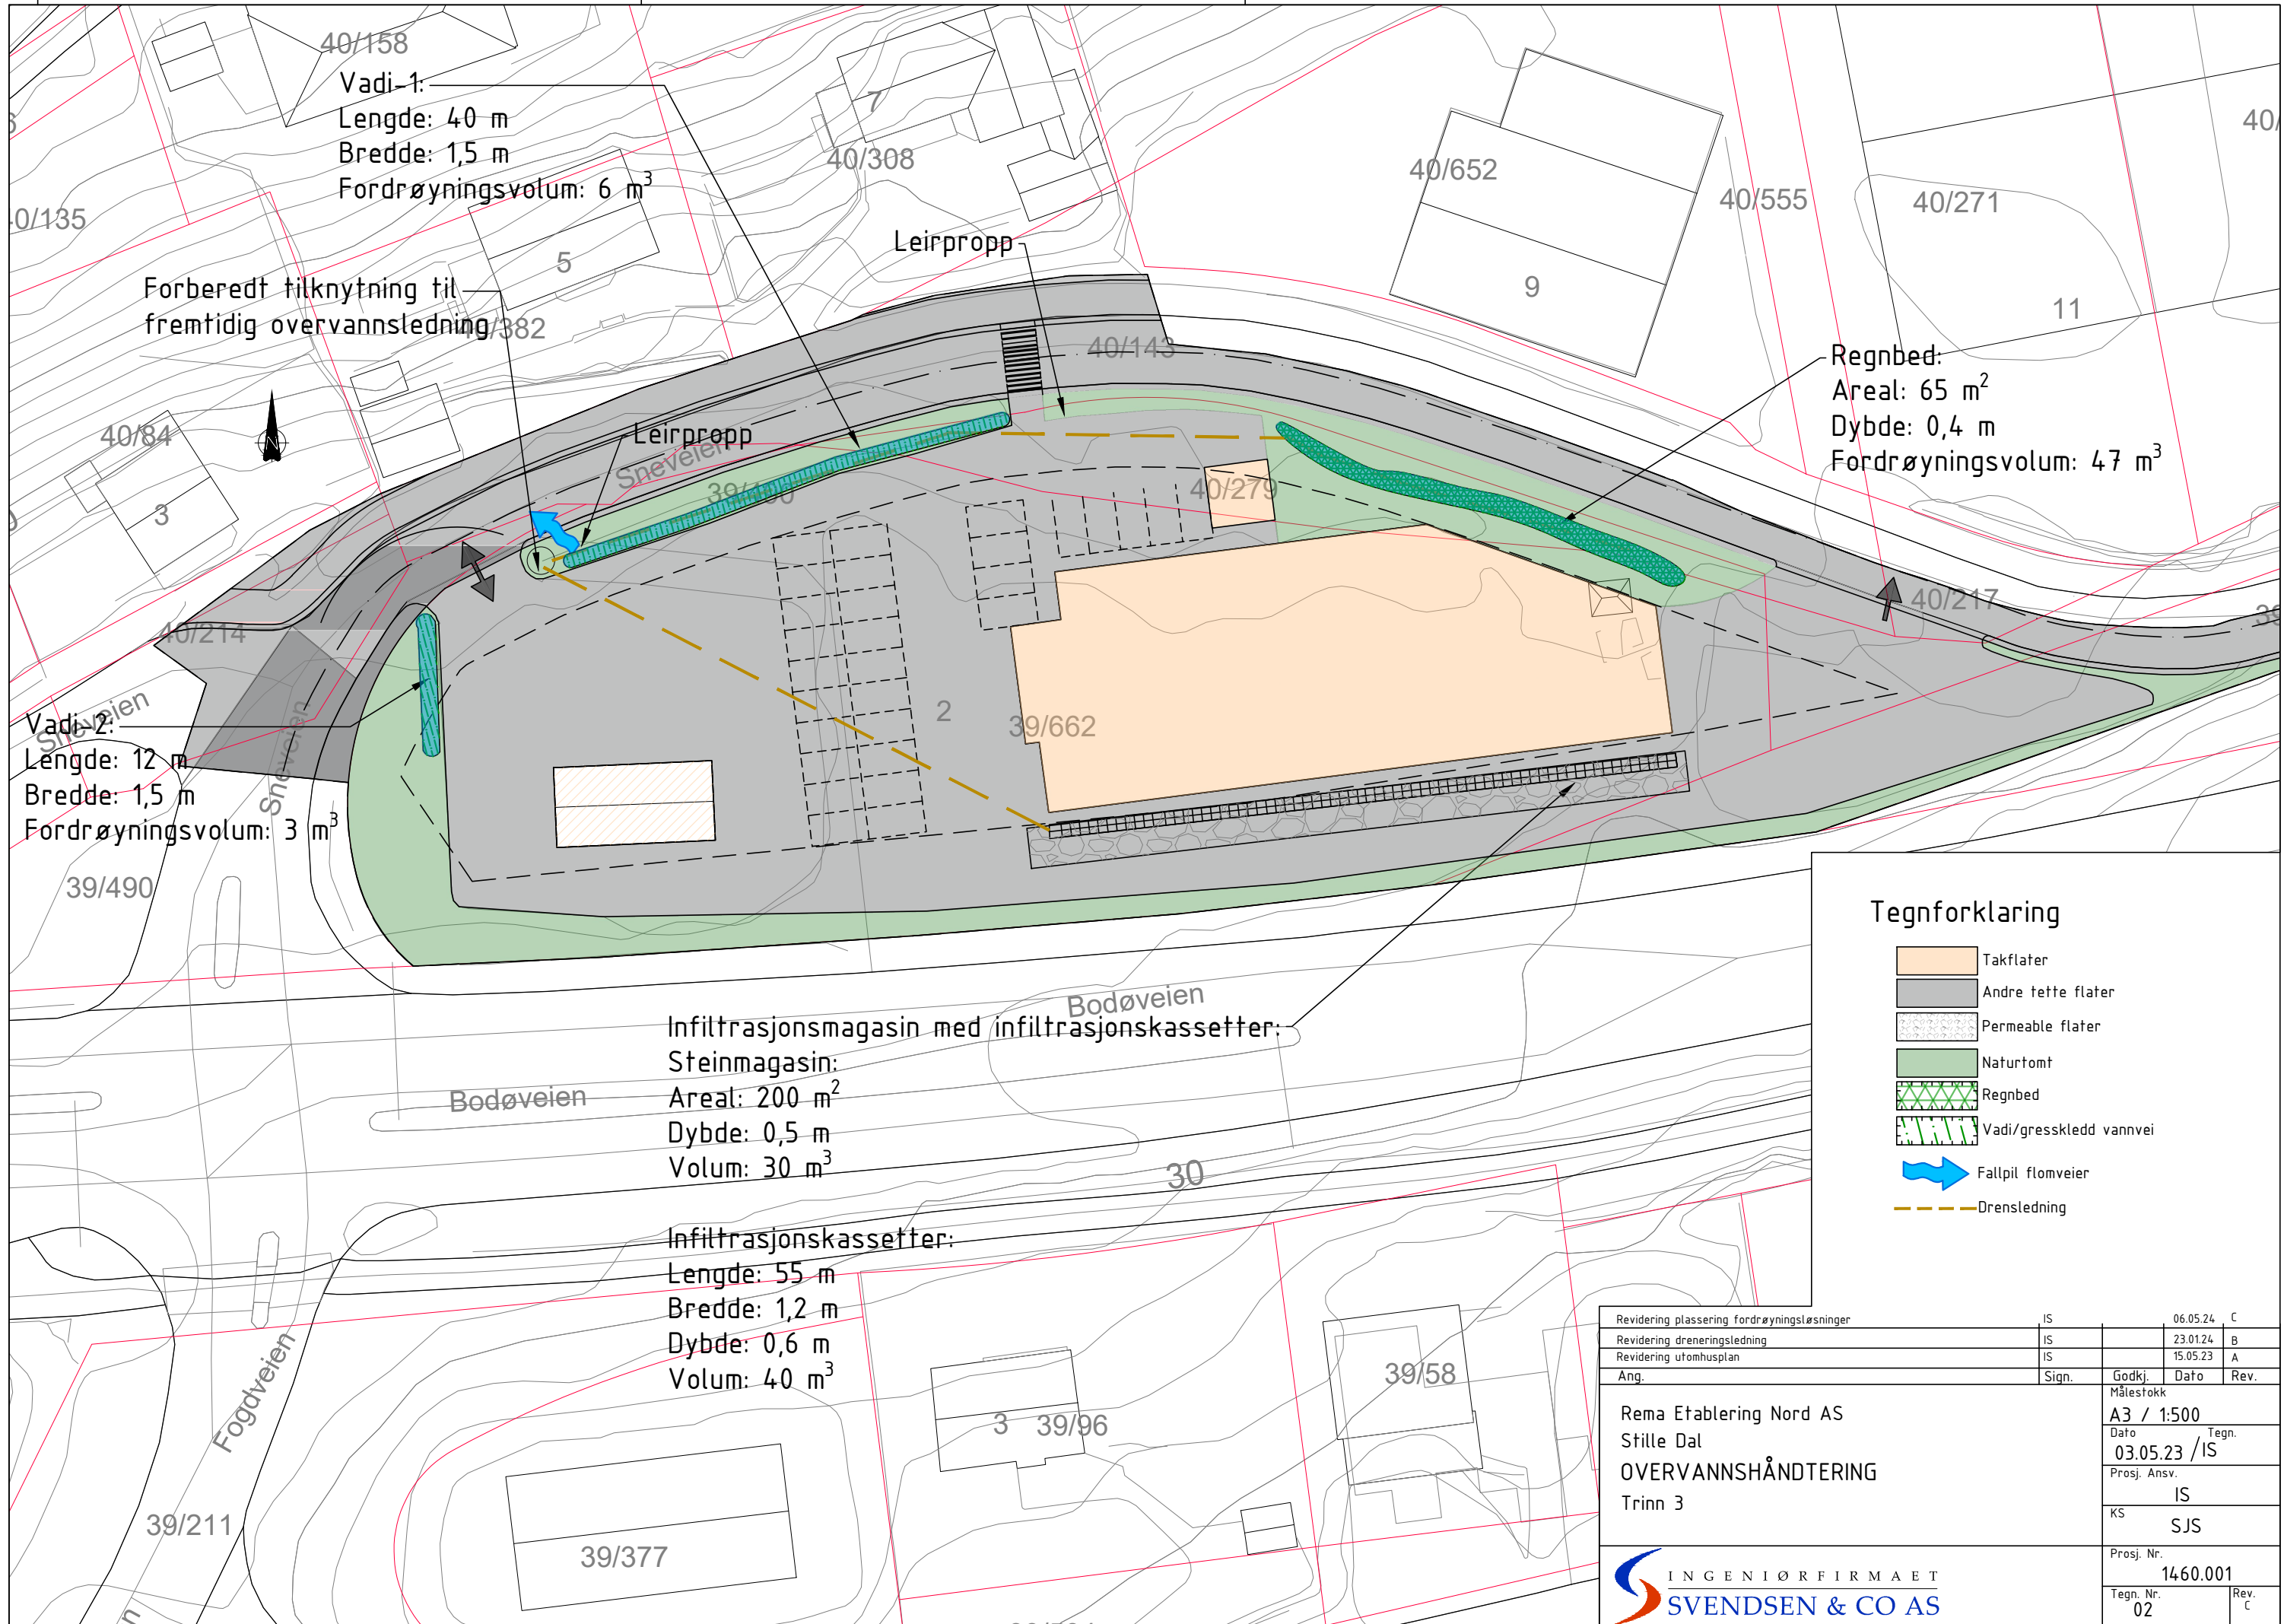 40/158
Vadi-1:
Lengde: 40 m
Bredde: 1,5 m
Fordrøyningsvolum: 6 m³
7
40/308
40/652
40/555
40/271
9
11
5
Leirpropp
Forberedt tilknytning til
fremtidig overvannsledning
40/143
Regnbed:
Areal: 65 m²
Dybde: 0,4 m
Fordrøyningsvolum: 47 m³
40/84
3
N
Leirpropp
Sneveien
40/279
40/214
40/217
Sneveien
Sneveien
Vadi-2:
Lengde: 12 m
Bredde: 1,5 m
Fordrøyningsvolum: 3 m³
2
39/662
39/490
Bodøveien
Bodøveien
30
Infiltrasjonsmagasin med infiltrasjonskassetter:
Steinmagasin:
Areal: 200 m²
Dybde: 0,5 m
Volum: 30 m³
Infiltrasjonskassetter:
Lengde: 55 m
Bredde: 1,2 m
Dybde: 0,6 m
Volum: 40 m³
Fogdveien
39/211
39/377
3
39/96
39/58
Tegnforklaring
Takflater
Andre tette flater
Permeable flater
Naturtomt
Regnbed
Vadi/gresskledd vannvei
Fallpil flomveier
Drensledning
Revidering plassering fordrøyningsløsninger IS 06.05.24 C
Revidering dreneringsledning IS 23.01.24 B
Revidering utomhusplan IS 15.05.23 A
Ang. Sign. Godkj. Dato Rev.
Rema Etablering Nord AS
Stille Dal
OVERVANNSHÅNDTERING
Trinn 3
Målestokk
A3 / 1:500
Dato Tegn.
03.05.23 / IS
Prosj. Ansv.
IS
KS
SJS
Prosj. Nr.
1460.001
Tegn. Nr. Rev.
02 C
INGENIØRFIRMAET
SVENDSEN & CO AS